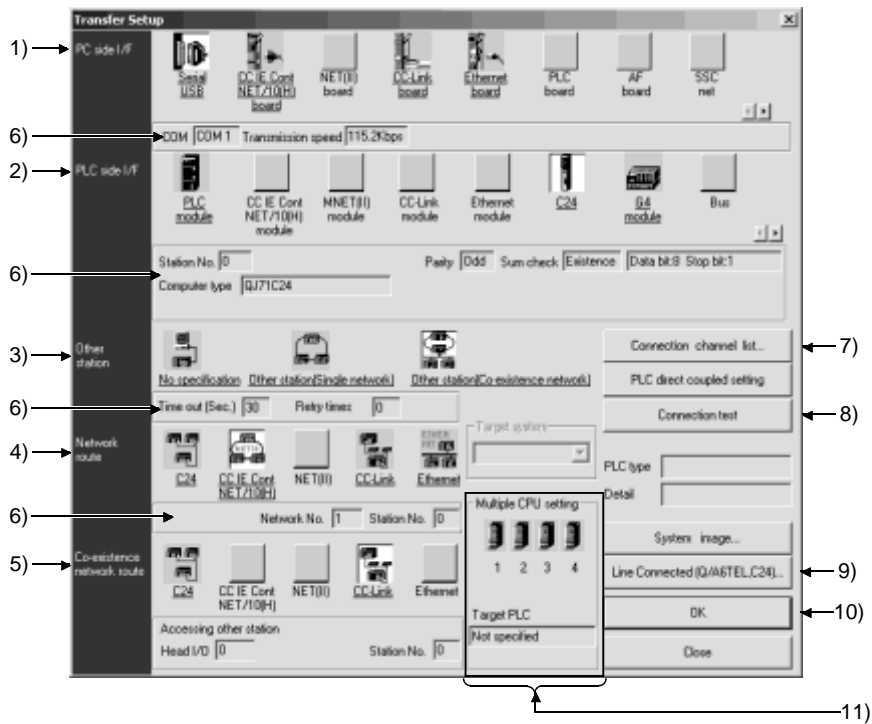 Transfer Setup
1)
PC side I/F
Serial
USB
CC IE Cont
NET/10(H)
board
NET(II)
board
CC-Link
board
Ethernet
board
PLC
board
AF
board
SSC
net
6)
COM COM 1 Transmission speed 115.2Kbps
2)
PLC side I/F
PLC
module
CC IE Cont
NET/10(H)
module
MNET(II)
module
CC-Link
module
Ethernet
module
C24
G4
module
Bus
6)
Station No. 0 Parity Odd Sum check Existence Data bit:8 Stop bit:1
Computer type QJ71C24
3)
Other
station
No specification
Other station(Single network)
Other station(Co-existence network)
Connection channel list...
7)
PLC direct coupled setting
6)
Time out (Sec.) 30 Retry times 0
Connection test
8)
4)
Network
route
C24
CC IE Cont
NET/10(H)
NET(II)
CC-Link
Ethernet
Target system
PLC type
Detail
6)
Network No. 1 Station No. 0
Multiple CPU setting
1 2 3 4
Target PLC
Not specified
System image...
5)
Co-existence
network route
C24
CC IE Cont
NET/10(H)
NET(II)
CC-Link
Ethernet
Line Connected (Q/A6TEL,C24)...
9)
OK
10)
Accessing other station
Head I/O 0 Station No. 0
Close
11)